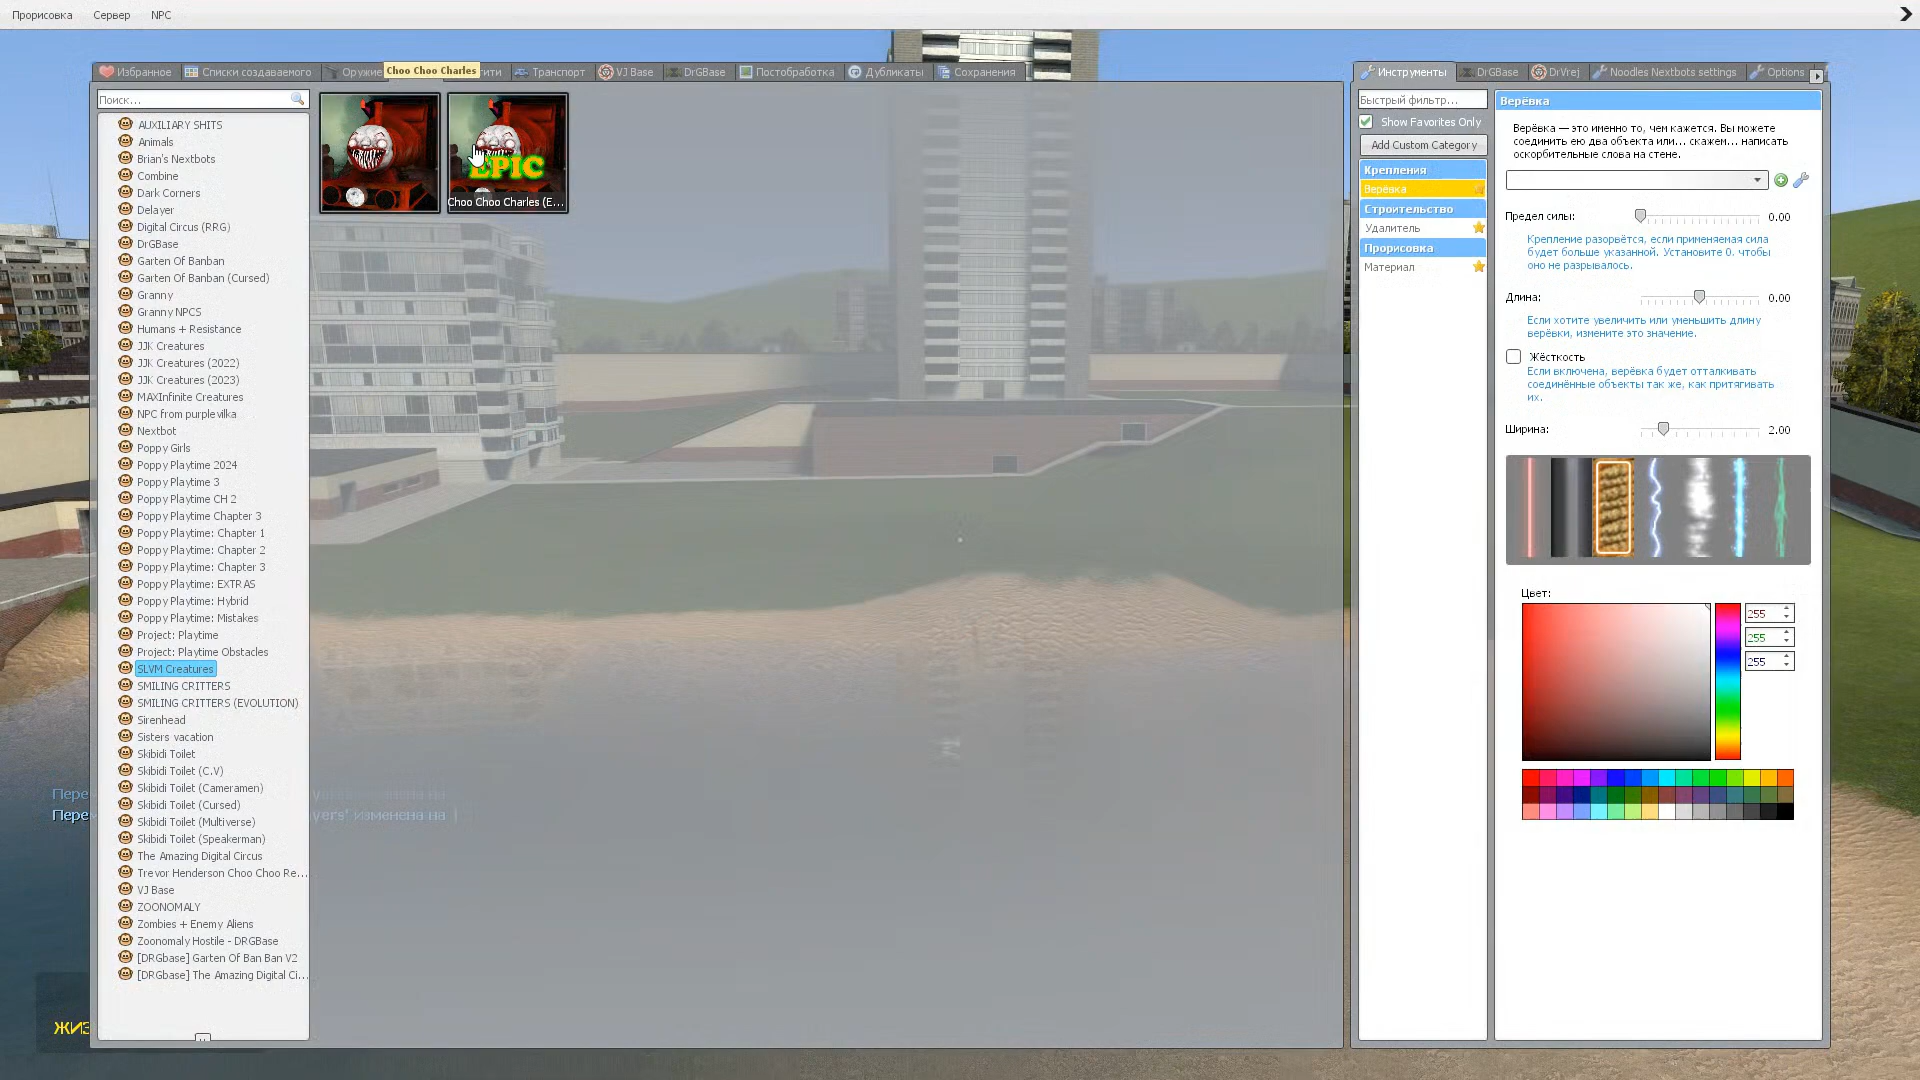 Прорисовка Сервер NPC
Избранное Списки создаваемого Оружие Choo Choo Charles Транспорт VJ Base DrGBase Постобработка Дубликаты Сохранения
Поиск...
AUXILIARY SHITS
Animals
Brian's Nextbots
Combine
Dark Corners
Delayer
Digital Circus (RRG)
DrGBase
Garten Of Banban
Garten Of Banban (Cursed)
Granny
Granny NPCS
Humans + Resistance
JJK Creatures
JJK Creatures (2022)
JJK Creatures (2023)
MAXInfinite Creatures
NPC from purplevilka
Nextbot
Poppy Girls
Poppy Playtime 2024
Poppy Playtime 3
Poppy Playtime CH 2
Poppy Playtime Chapter 3
Poppy Playtime: Chapter 1
Poppy Playtime: Chapter 2
Poppy Playtime: Chapter 3
Poppy Playtime: EXTRAS
Poppy Playtime: Hybrid
Poppy Playtime: Mistakes
Project: Playtime
Project: Playtime Obstacles
SLVM Creatures
SMILING CRITTERS
SMILING CRITTERS (EVOLUTION)
Sirenhead
Sisters vacation
Skibidi Toilet
Skibidi Toilet (C.V)
Skibidi Toilet (Cameramen)
Skibidi Toilet (Cursed)
Skibidi Toilet (Multiverse)
Skibidi Toilet (Speakerman)
The Amazing Digital Circus
Trevor Henderson Choo Choo Re...
VJ Base
ZOONOMALY
Zombies + Enemy Aliens
Zoonomaly Hostile - DRGBase
[DRGbase] Garten Of Ban Ban V2
[DRGbase] The Amazing Digital Ci...
EPIC
Choo Choo Charles (E...
Инструменты DrGBase DrVrej Noodles Nextbots settings Options
Быстрый фильтр...
Show Favorites Only
Add Custom Category
Крепления
Верёвка
Строительство
Удалитель
Прорисовка
Материал
Верёвка
Верёвка — это именно то, чем кажется. Вы можете
соединить ею два объекта или... скажем... написать
оскорбительные слова на стене.
Предел силы: 0.00
Крепление разорвётся, если применяемая сила
будет больше указанной. Установите 0, чтобы
оно не разрывалось.
Длина: 0.00
Если хотите увеличить или уменьшить длину
верёвки, измените это значение.
Жёсткость
Если включена, верёвка будет отталкивать
соединённые объекты так же, как притягивать
их.
Ширина: 2.00
Цвет:
255
255
255
Пере
изменена на